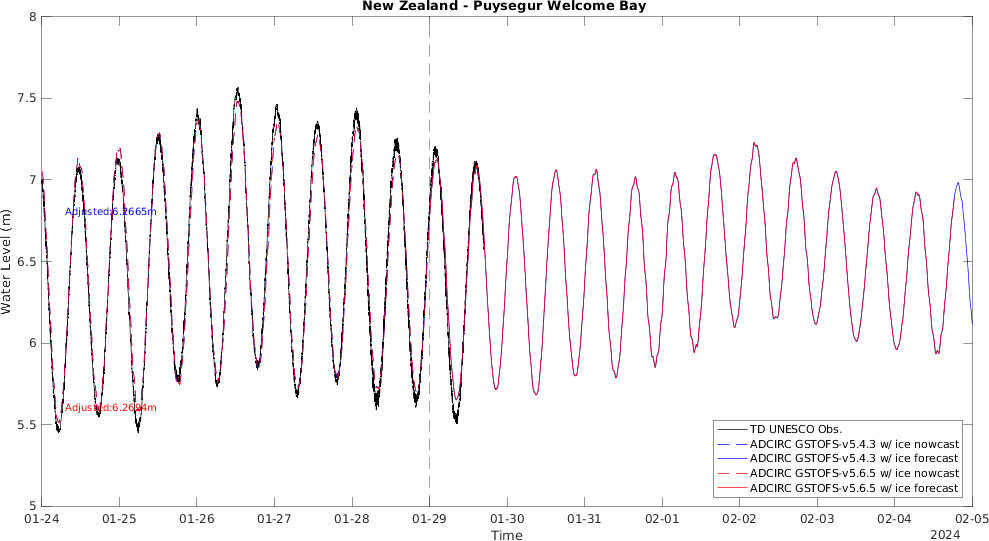 New Zealand - Puysegur Welcome Bay
8
7.5
7
6.5
6
5.5
5
Water Level (m)
Adjusted:6.2665m
Adjusted:6.2694m
TD UNESCO Obs.
ADCIRC GSTOFS-v5.4.3 w/ ice nowcast
ADCIRC GSTOFS-v5.4.3 w/ ice forecast
ADCIRC GSTOFS-v5.6.5 w/ ice nowcast
ADCIRC GSTOFS-v5.6.5 w/ ice forecast
01-24 01-25 01-26 01-27 01-28 01-29 01-30 01-31 02-01 02-02 02-03 02-04 02-05
Time
2024